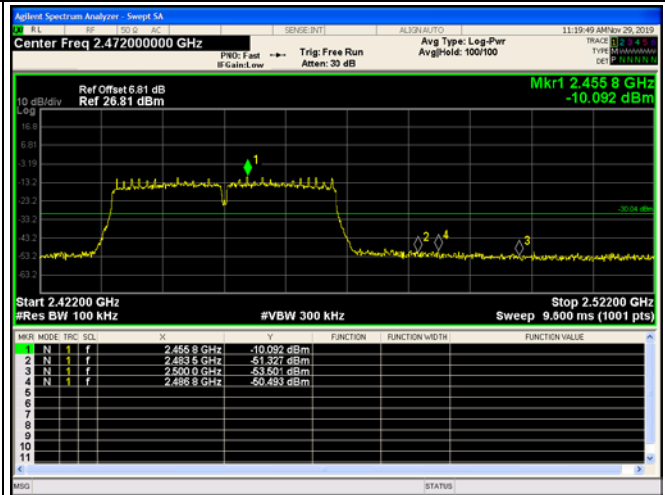 Agilent Spectrum Analyzer - Swept SA
RL RF 50 Ω AC SENSE:INT ALIGNAUTO 11:19:49 AM Nov 29, 2019
Center Freq 2.472000000 GHz Avg Type: Log-Pwr TRACE 1 2 3 4 5 6
PNO: Fast Trig: Free Run Avg|Hold: 100/100 TYPE M
IFGain:Low Atten: 30 dB DET P N N N N N
Mkr1 2.455 8 GHz
Ref Offset 6.81 dB
10 dB/div Ref 26.81 dBm -10.092 dBm
Log
16.8
6.81
-3.19
1
-13.2
-23.2
-30.04 dBm
-33.2
-43.2
2 4 3
-53.2
-63.2
Start 2.42200 GHz Stop 2.52200 GHz
#Res BW 100 kHz #VBW 300 kHz Sweep 9.600 ms (1001 pts)
MKR MODE TRC SCL X Y FUNCTION FUNCTION WIDTH FUNCTION VALUE
1 N 1 f 2.455 8 GHz -10.092 dBm
2 N 1 f 2.483 5 GHz -51.327 dBm
3 N 1 f 2.500 0 GHz -53.501 dBm
4 N 1 f 2.486 8 GHz -50.493 dBm
5
6
7
8
9
10
11
MSG STATUS